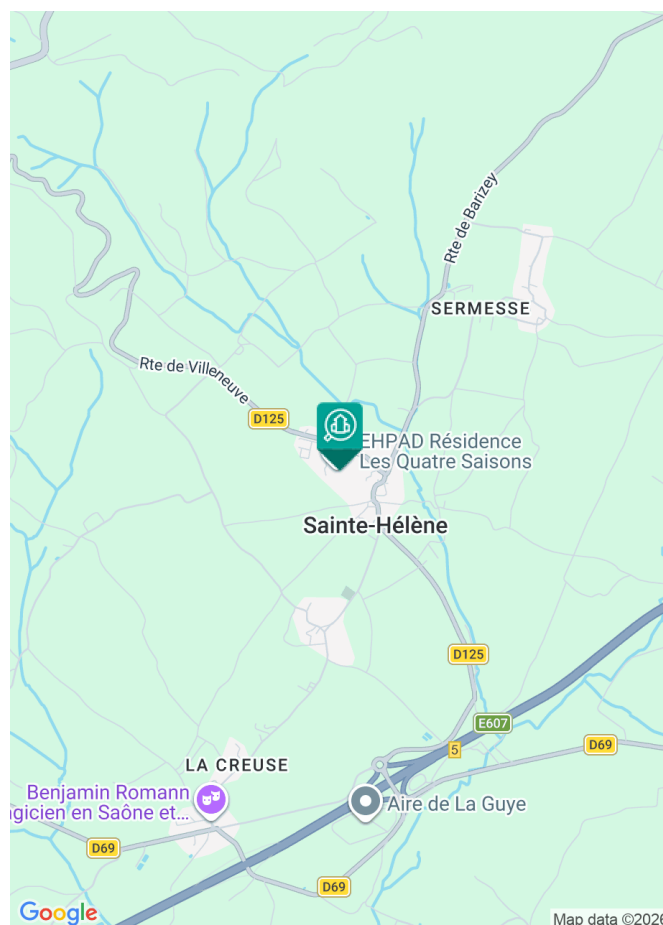 Rte de Barizey
SERMESSE
Rte de Villeneuve
D125
EHPAD Résidence
Les Quatre Saisons
Sainte-Hélène
D125
E607
5
D69
LA CREUSE
Benjamin Romann
gicien en Saône et...
Aire de La Guye
D69
D69
Google
Map data ©2026